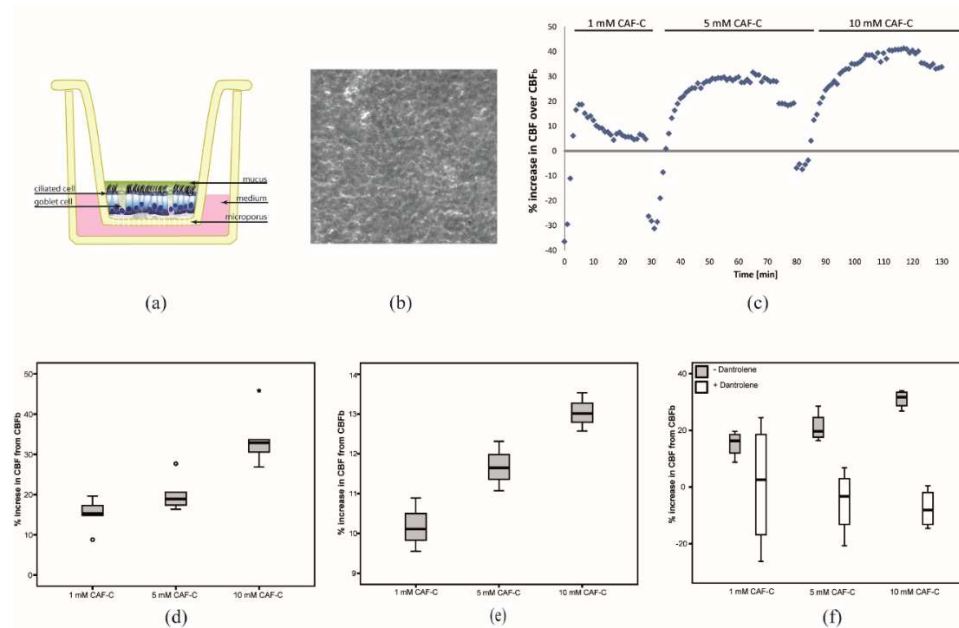 mucus
ciliated cell
medium
goblet cell
microporus
(a)
(b)
1 mM CAF-C 5 mM CAF-C 10 mM CAF-C
% increase in CBF over CBFb
50
40
30
20
10
0
-10
-20
-30
-40
0 10 20 30 40 50 60 70 80 90 100 110 120 130
Time [min]
(c)
% increse in CBF from CBFb
50
40
30
20
10
0
1 mM CAF-C 5 mM CAF-C 10 mM CAF-C
(d)
% increase in CBF from CBFb
14
13
12
11
10
9
1 mM CAF-C 5 mM CAF-C 10 mM CAF-C
(e)
- Dantrolene
+ Dantrolene
% increase in CBF from CBFb
40
20
0
-20
1 mM CAF-C 5 mM CAF-C 10 mM CAF-C
(f)